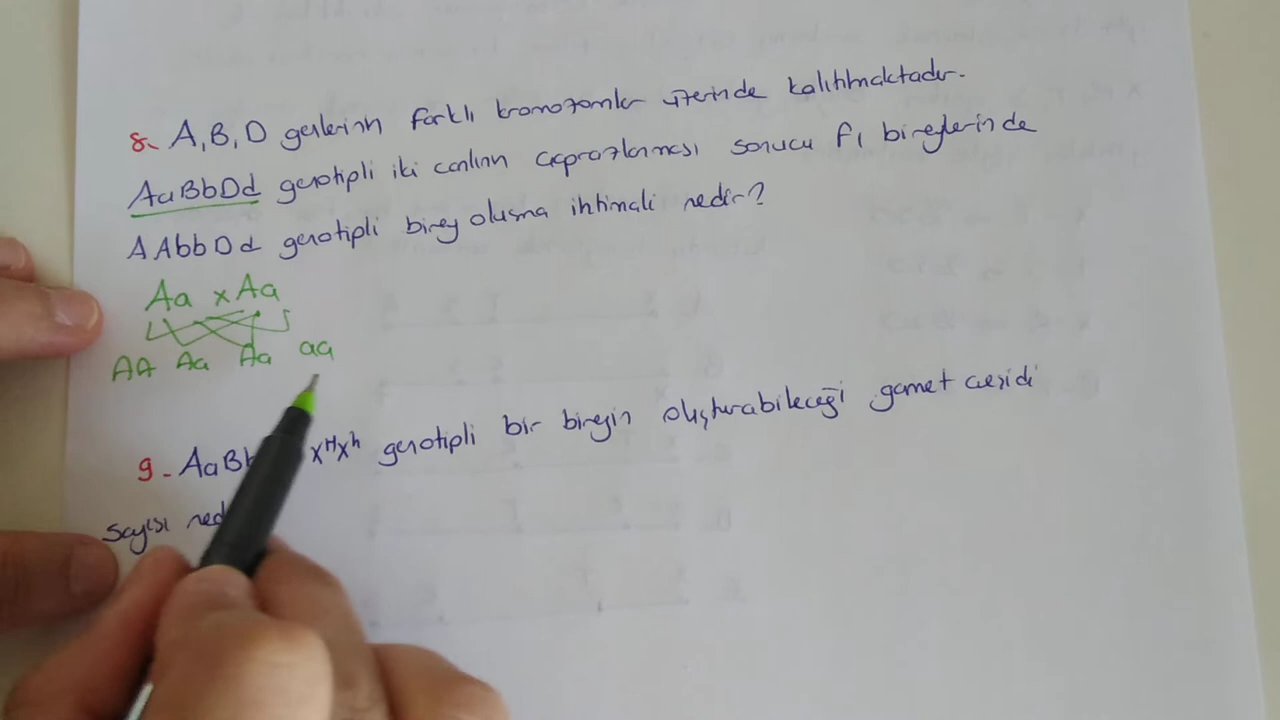 8. A, B, D genlerinin farklı kromozomlar üzerinde kalıtılmaktadır.
AaBbDd genotipli iki canlının çaprazlanması sonucu F1 bireylerinde
AAbbDd genotipli birey oluşma ihtimali nedir?
Aa x Aa
AA Aa Aa aa
9- AaBb XᴴXʰ genotipli bir bireyin oluşturabileceği gamet çeşidi
sayısı